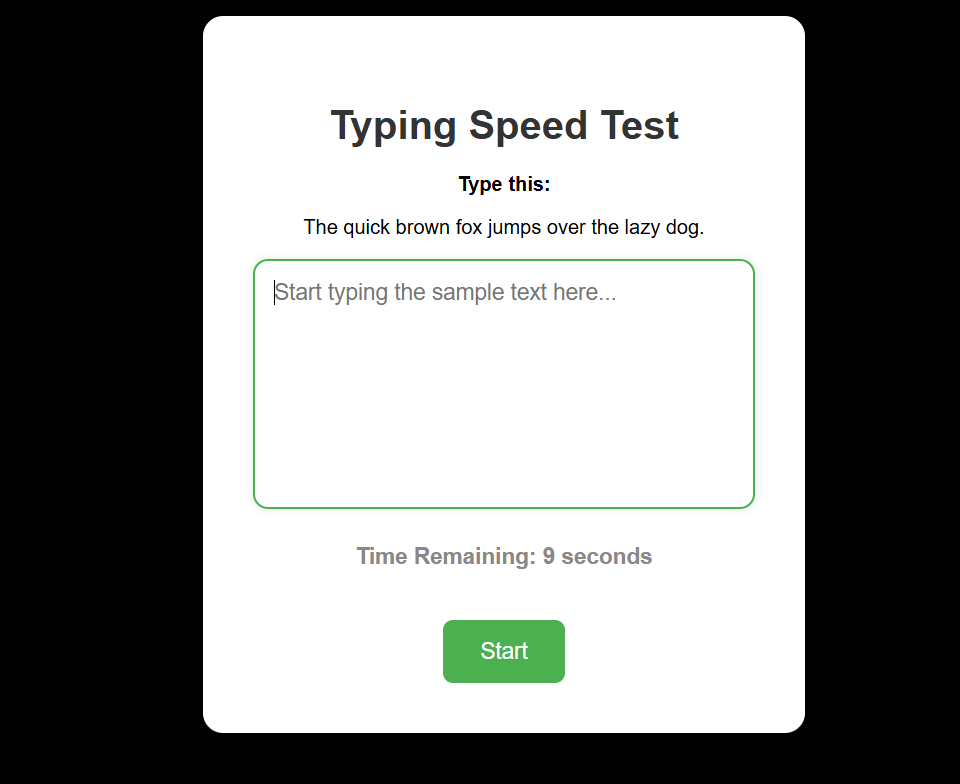 Typing Speed Test
Type this:
The quick brown fox jumps over the lazy dog.
Start typing the sample text here...
Time Remaining: 9 seconds
Start